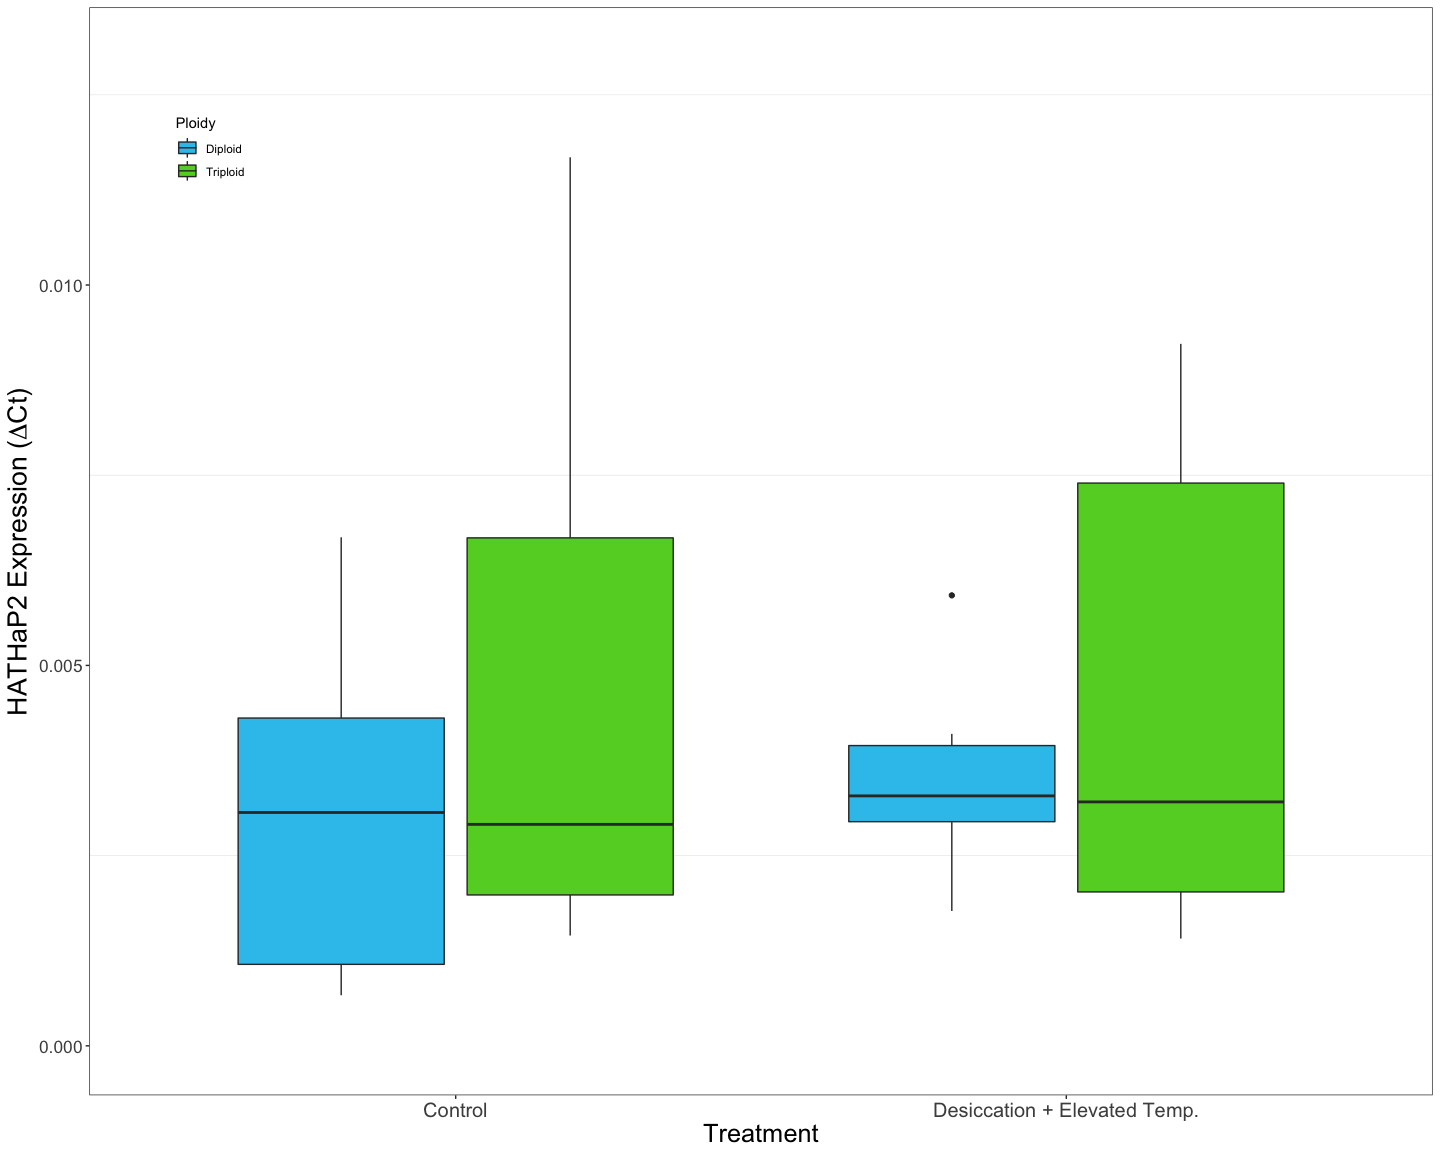 Ploidy
Diploid
Triploid
HATHaP2 Expression (ΔCt)
0.010
0.005
0.000
Control
Desiccation + Elevated Temp.
Treatment